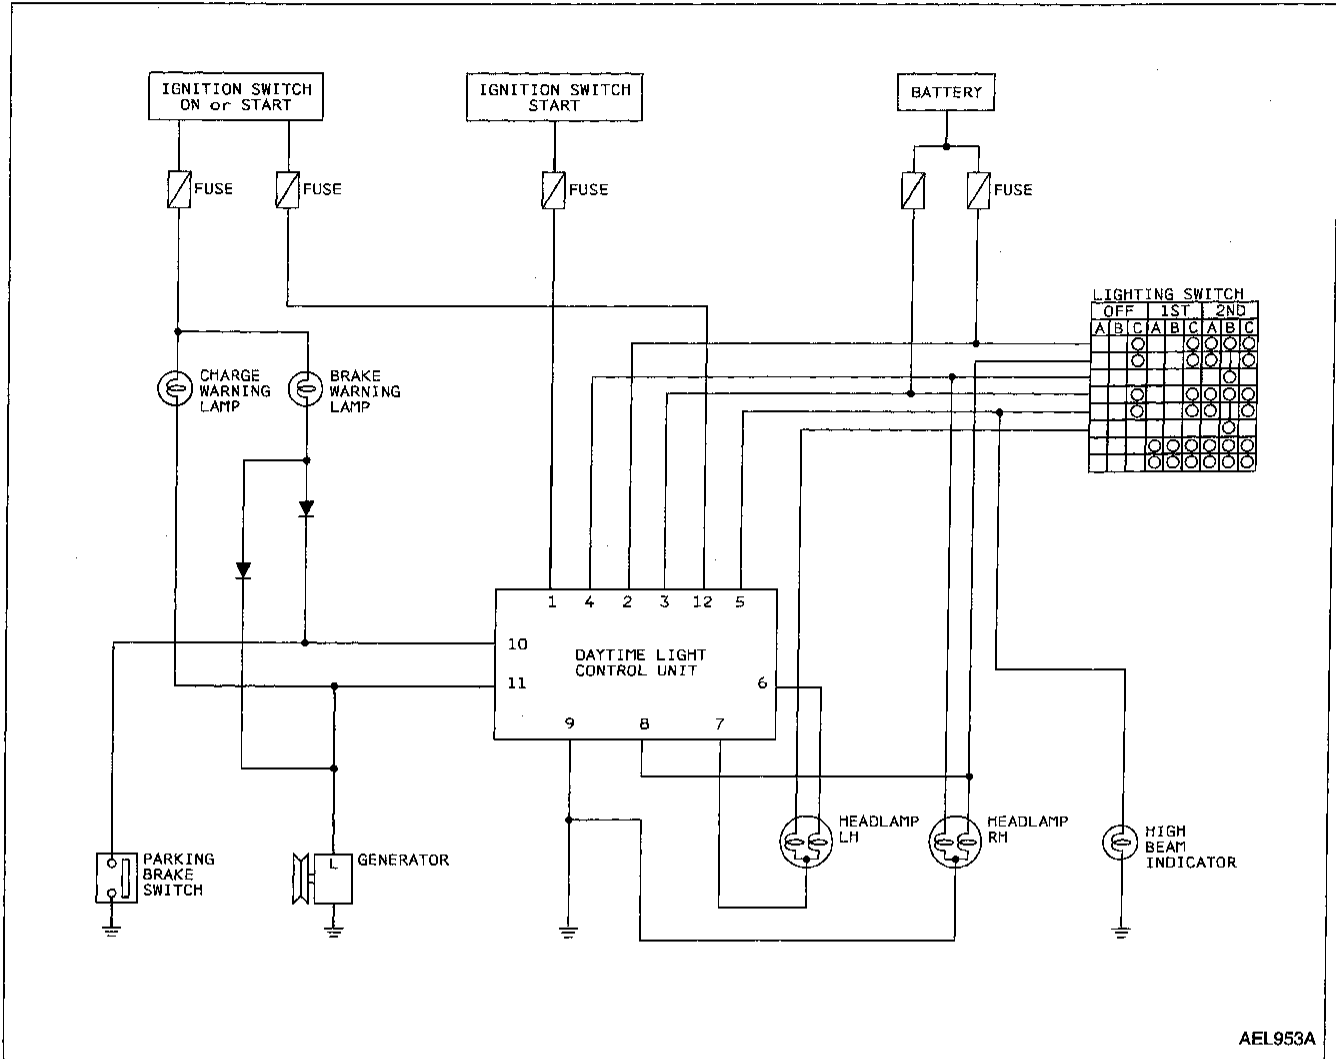 IGNITION SWITCH
ON or START
IGNITION SWITCH
START
BATTERY
FUSE
FUSE
FUSE
FUSE
LIGHTING SWITCH
OFF 1ST 2ND
A B C A B C A B C
CHARGE
WARNING
LAMP
BRAKE
WARNING
LAMP
1 4 2 3 12 5
10
DAYTIME LIGHT
CONTROL UNIT
11
6
9 8 7
HEADLAMP
LH
HEADLAMP
RH
HIGH
BEAM
INDICATOR
PARKING
BRAKE
SWITCH
L
GENERATOR
AEL953A